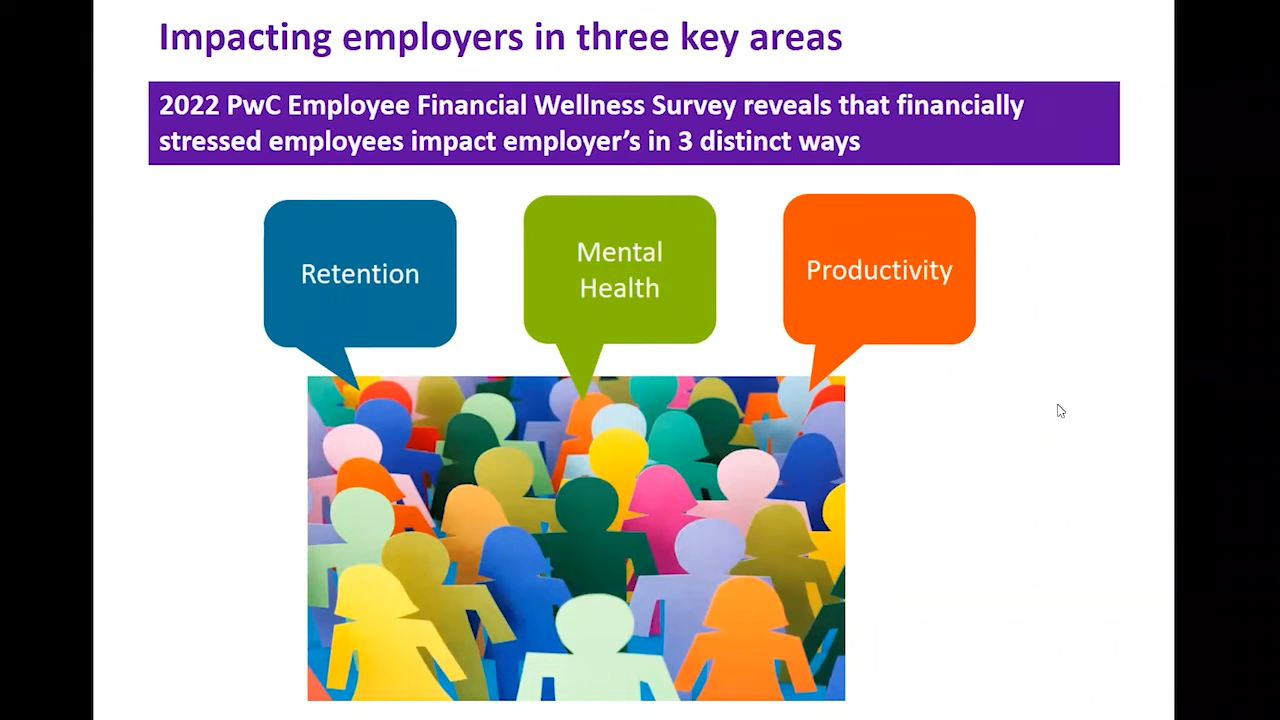 Impacting employers in three key areas
2022 PwC Employee Financial Wellness Survey reveals that financially
stressed employees impact employer’s in 3 distinct ways
Retention
Mental
Health
Productivity